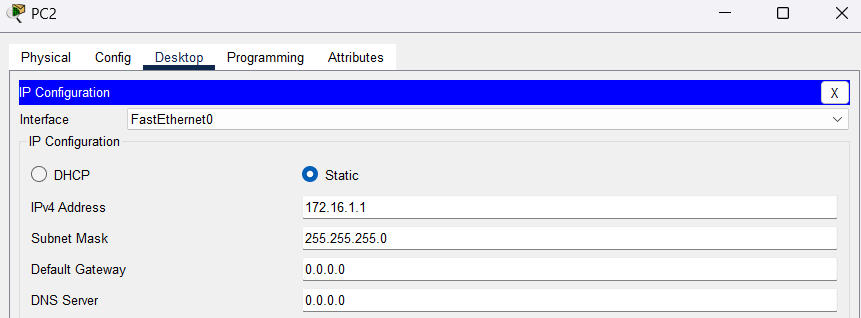 PC2
Physical Config Desktop Programming Attributes
IP Configuration X
Interface FastEthernet0
IP Configuration
DHCP Static
IPv4 Address 172.16.1.1
Subnet Mask 255.255.255.0
Default Gateway 0.0.0.0
DNS Server 0.0.0.0